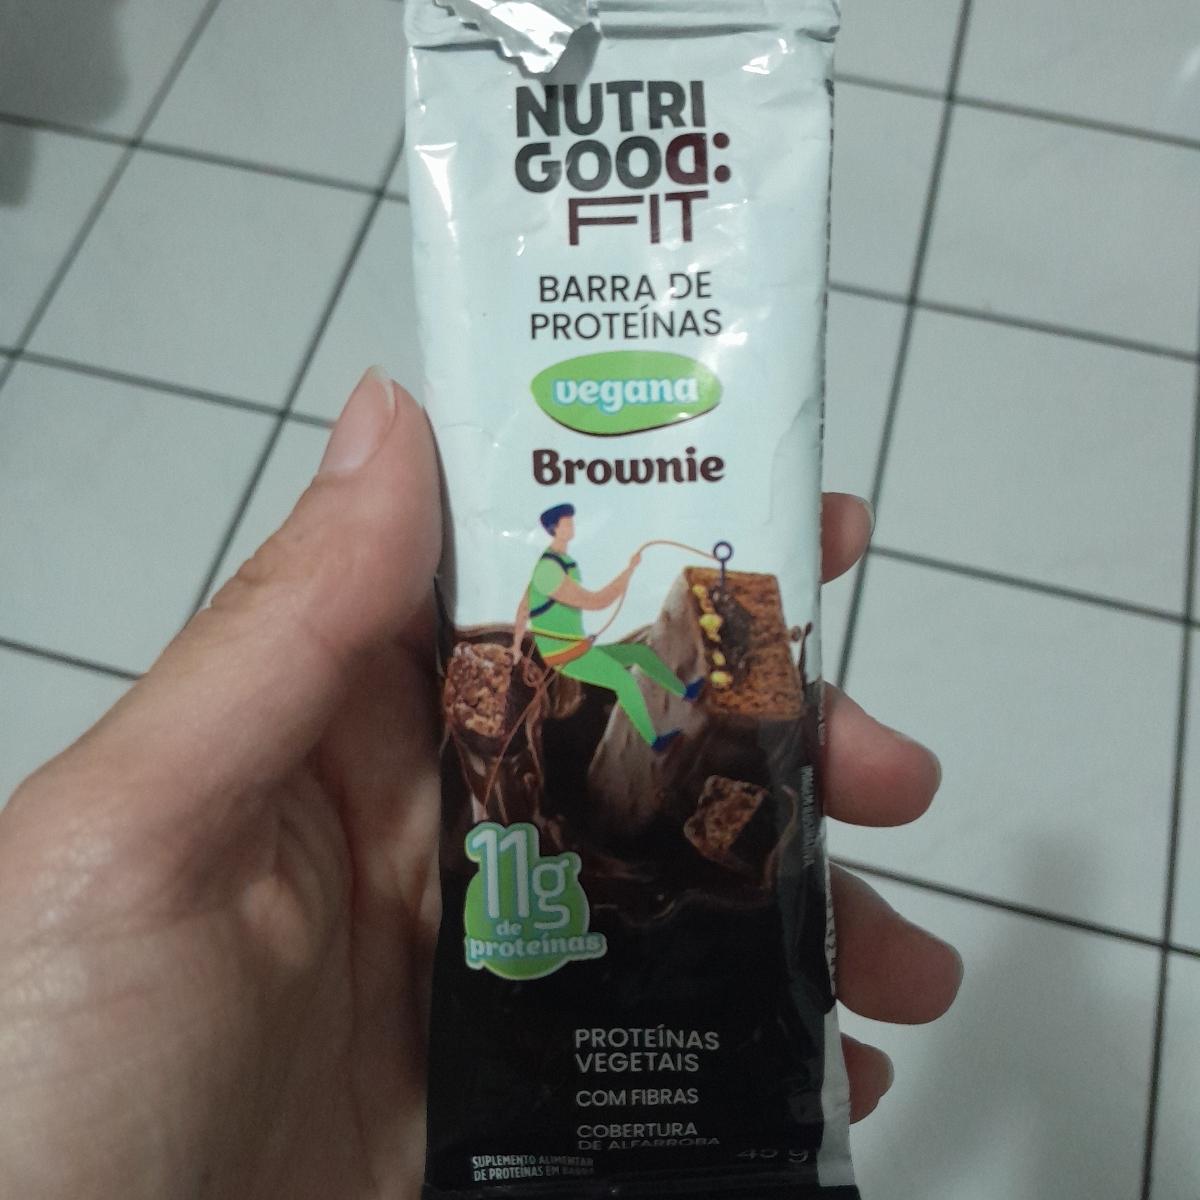 NUTRI
GOOD:
FIT
BARRA DE
PROTEÍNAS
vegana
Brownie
11g
de
proteínas
PROTEÍNAS
VEGETAIS
COM FIBRAS
COBERTURA
DE ALFARROBA
45 g
SUPLEMENTO ALIMENTAR
DE PROTEÍNAS EM BARRA